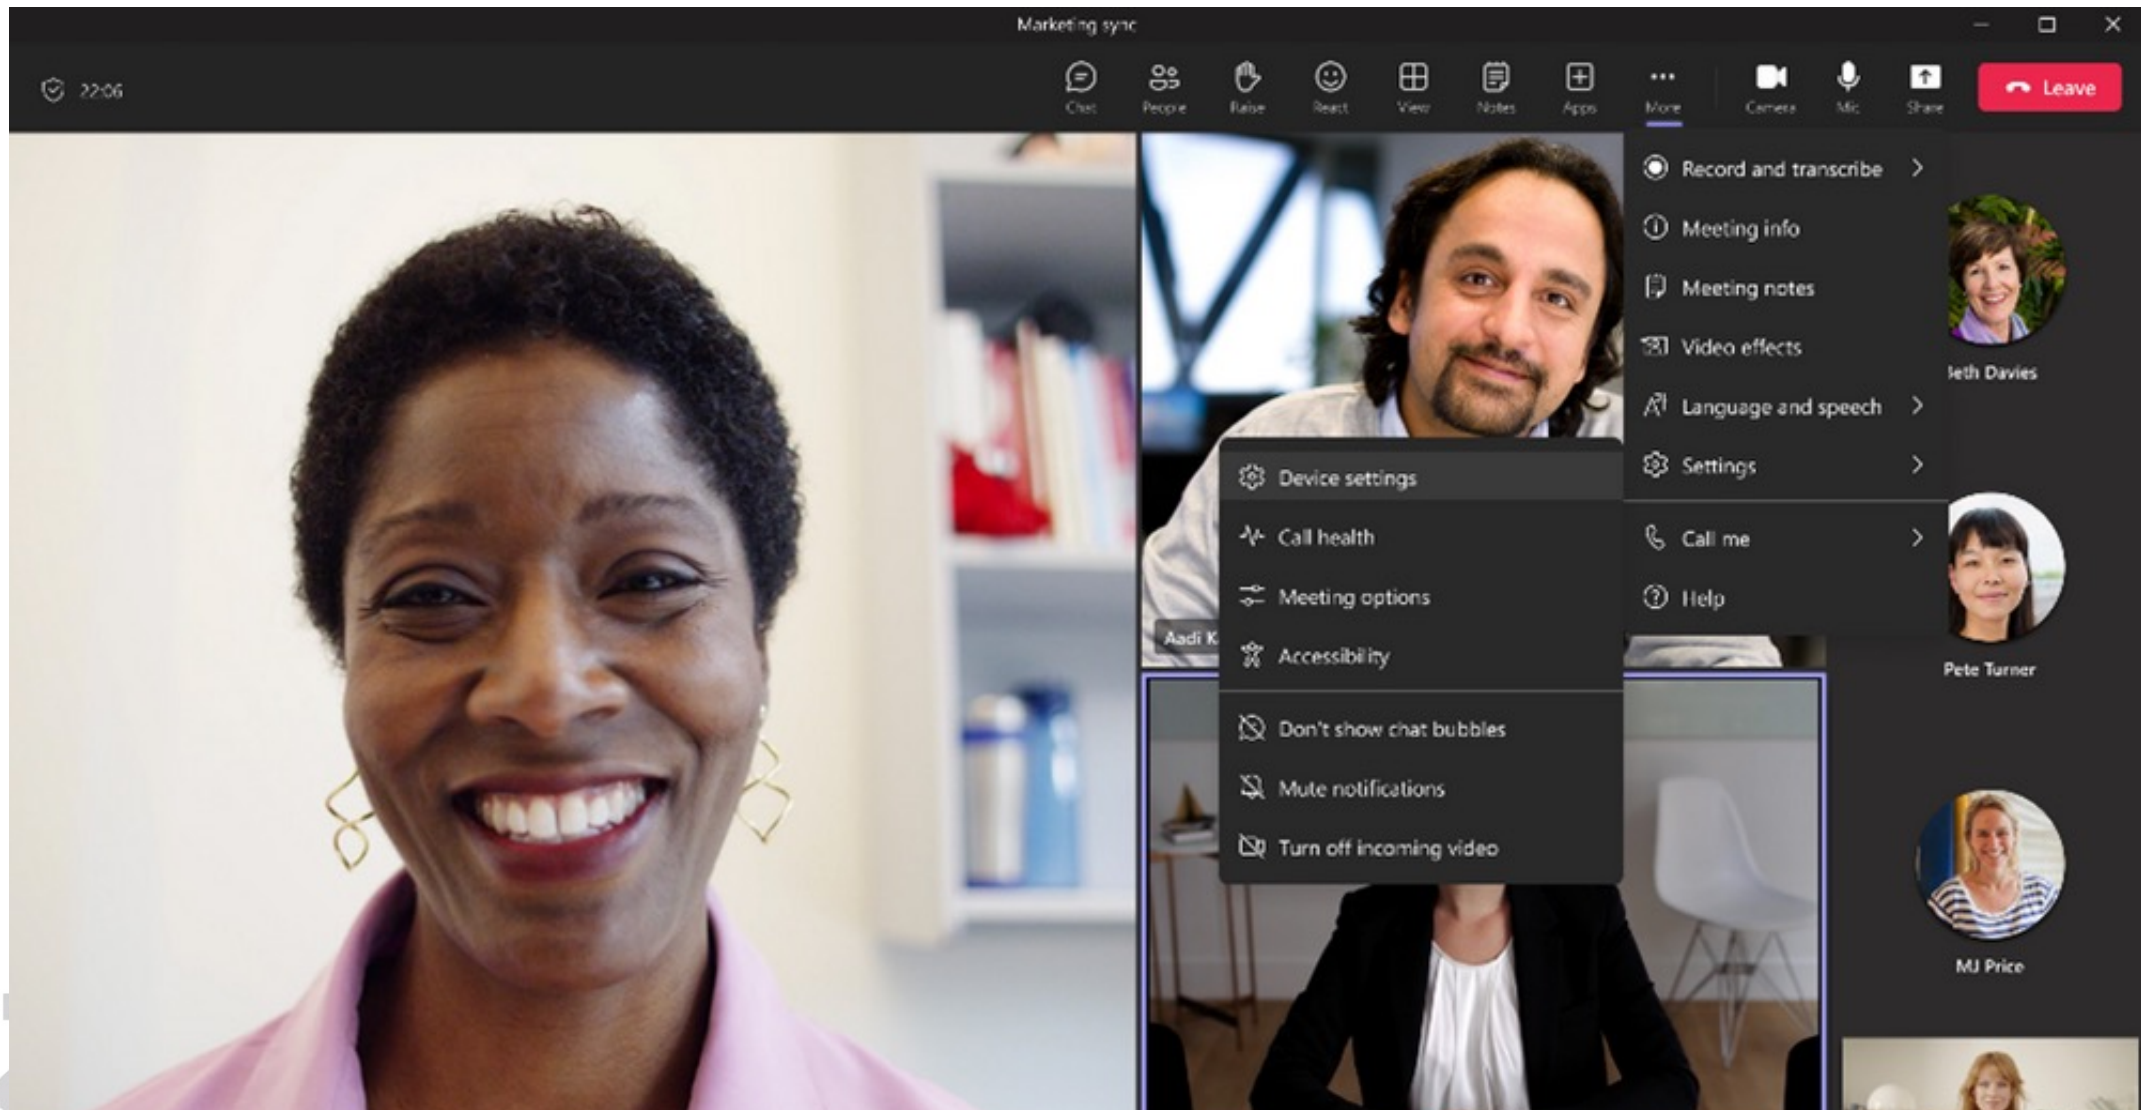 Marketing sync
22:06
Chat
People
Raise
React
View
Notes
Apps
More
Camera
Mic
Share
Leave
Record and transcribe
Meeting info
Meeting notes
Video effects
Language and speech
Settings
Call me
Help
Device settings
Call health
Meeting options
Accessibility
Don't show chat bubbles
Mute notifications
Turn off incoming video
Aadi K
Davies
Pete Turner
MJ Price